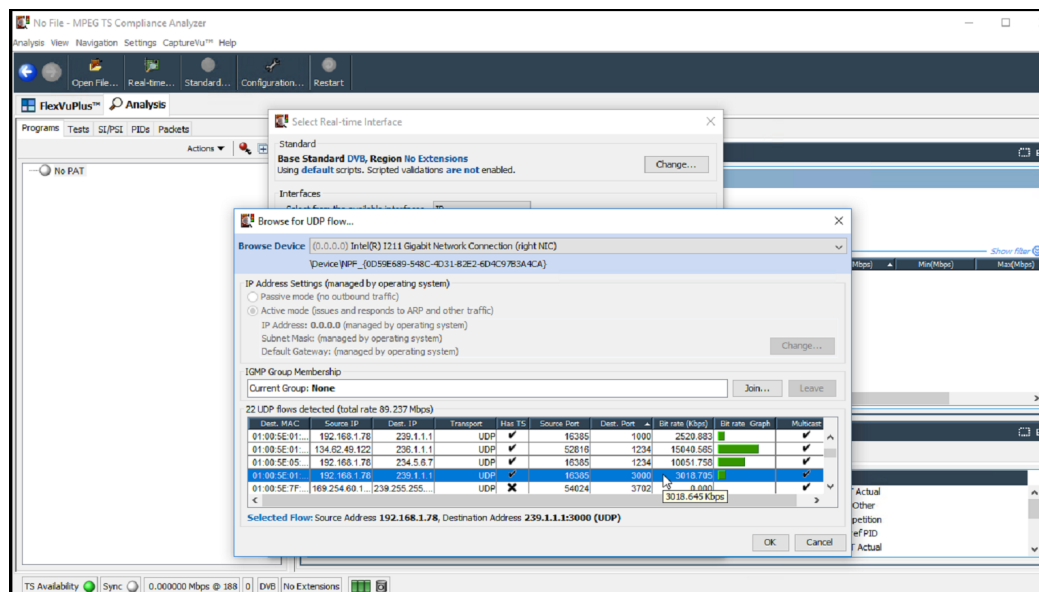 No File - MPEG TS Compliance Analyzer
Analysis View Navigation Settings CaptureVu™ Help
Open File... Real-time... Standard... Configuration... Restart
FlexVuPlus™ Analysis
Programs Tests SI/PSI PIDs Packets
Actions
No PAT
Select Real-time Interface
Standard
Base Standard DVB, Region No Extensions
Using default scripts. Scripted validations are not enabled.
Change...
Interfaces
Browse for UDP flow...
Browse Device (0.0.0.0) Intel(R) I211 Gigabit Network Connection (right NIC)
\Device\NPF_{0D59E689-548C-4D31-82E2-6D4C97B3A4CA}
IP Address Settings (managed by operating system)
Passive mode (no outbound traffic)
Active mode (issues and responds to ARP and other traffic)
IP Address: 0.0.0.0 (managed by operating system)
Subnet Mask: (managed by operating system)
Default Gateway: (managed by operating system)
Change...
IGMP Group Membership
Current Group: None
Join... Leave
22 UDP flows detected (total rate 89.237 Mbps)
Dest. MAC Source IP Dest. IP Transport Has TS Source Port Dest. Port Bit rate (Kbps) Bit rate Graph Multicast
01:00:5E:01:... 192.168.1.78 239.1.1.1 UDP ✔ 16385 1000 2520.883 ✔
01:00:5E:01:... 134.62.49.122 236.1.1.1 UDP ✔ 52816 1234 15040.565 ✔
01:00:5E:05:... 192.168.1.78 234.5.6.7 UDP ✔ 16385 1234 10051.758 ✔
01:00:5E:01:... 192.168.1.78 239.1.1.1 UDP ✔ 16385 3000 3018.705 ✔
01:00:5E:7F:... 169.254.60.1... 239.255.255.... UDP ✖ 54024 3702 0.000 ✔
3018.645 Kbps
Selected Flow: Source Address 192.168.1.78, Destination Address 239.1.1.1:3000 (UDP)
OK Cancel
Show filter
(Mbps) Min(Mbps) Max(Mbps)
Actual
Other
petition
ef PID
Actual
TS Availability Sync 0.000000 Mbps @ 188 0 DVB No Extensions